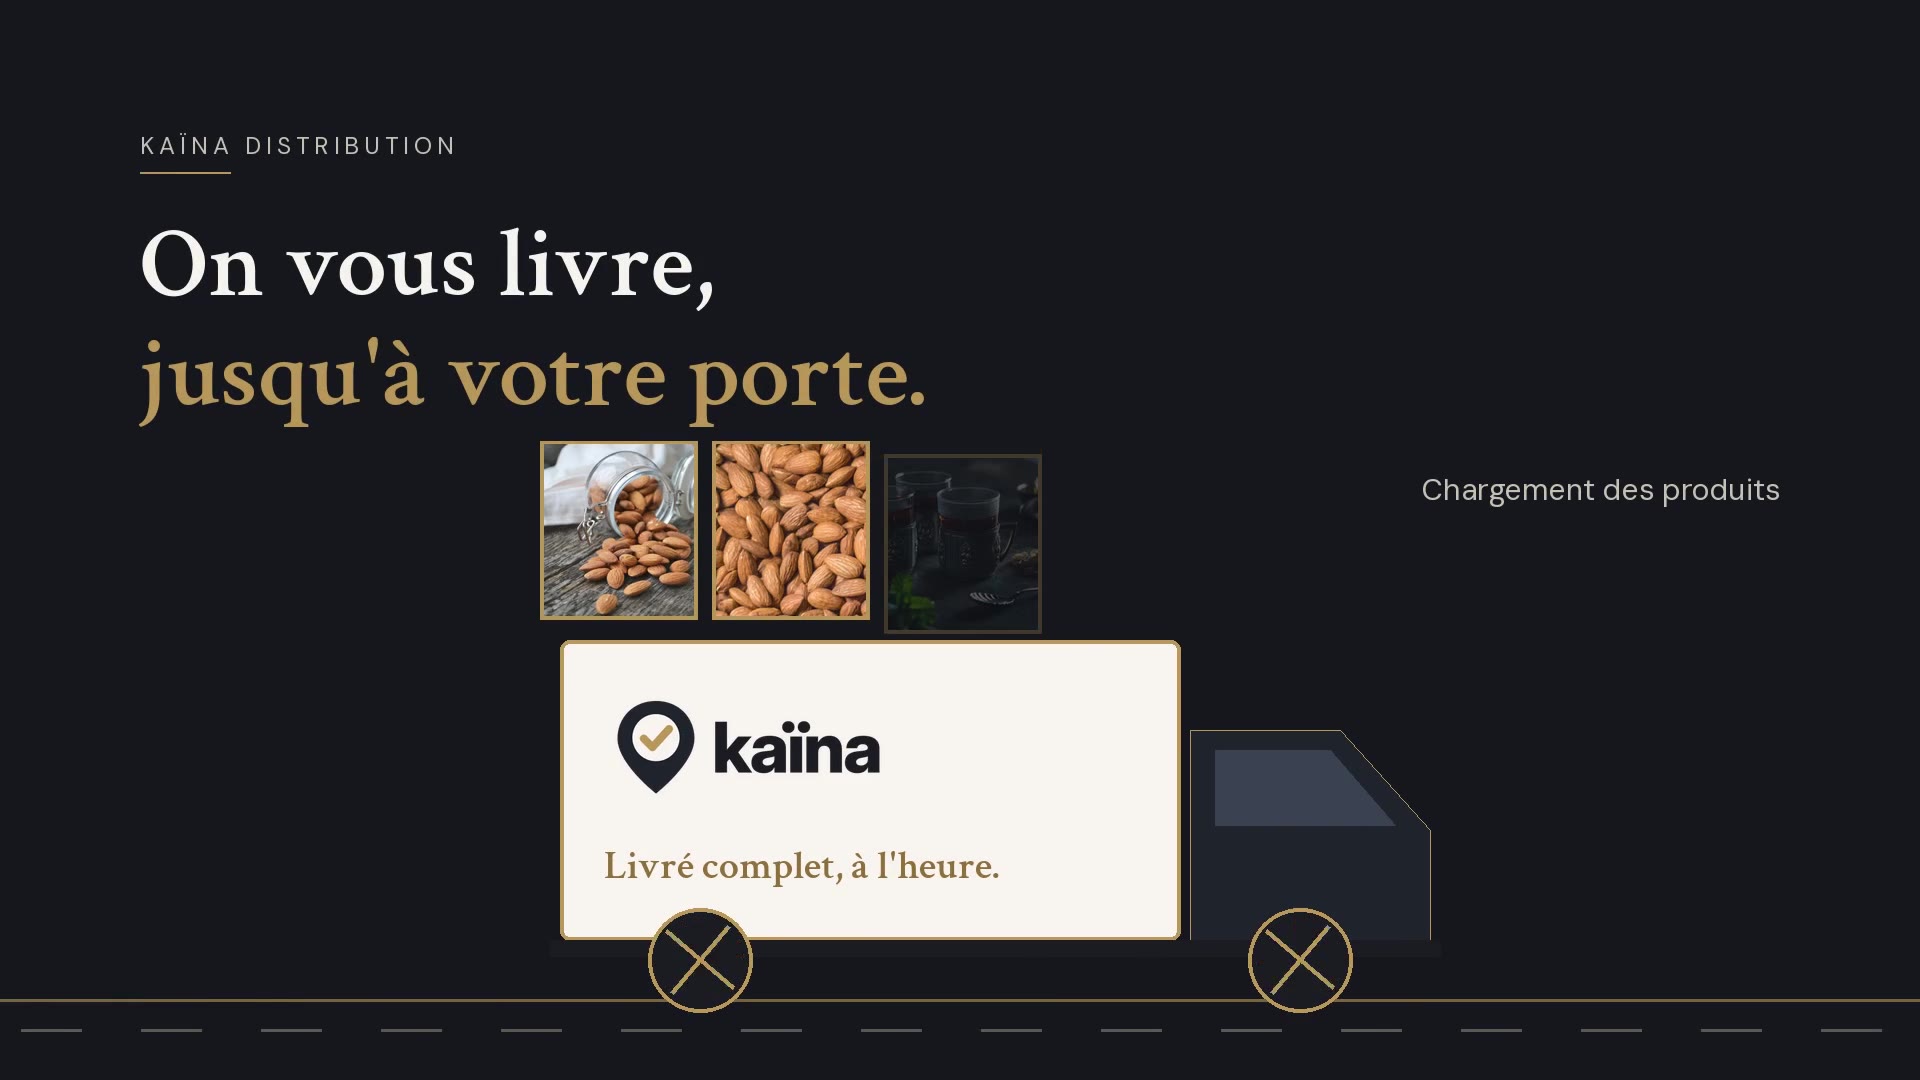 KAÏNA DISTRIBUTION
On vous livre,
jusqu'à votre porte.
Chargement des produits
kaïna
Livré complet, à l'heure.